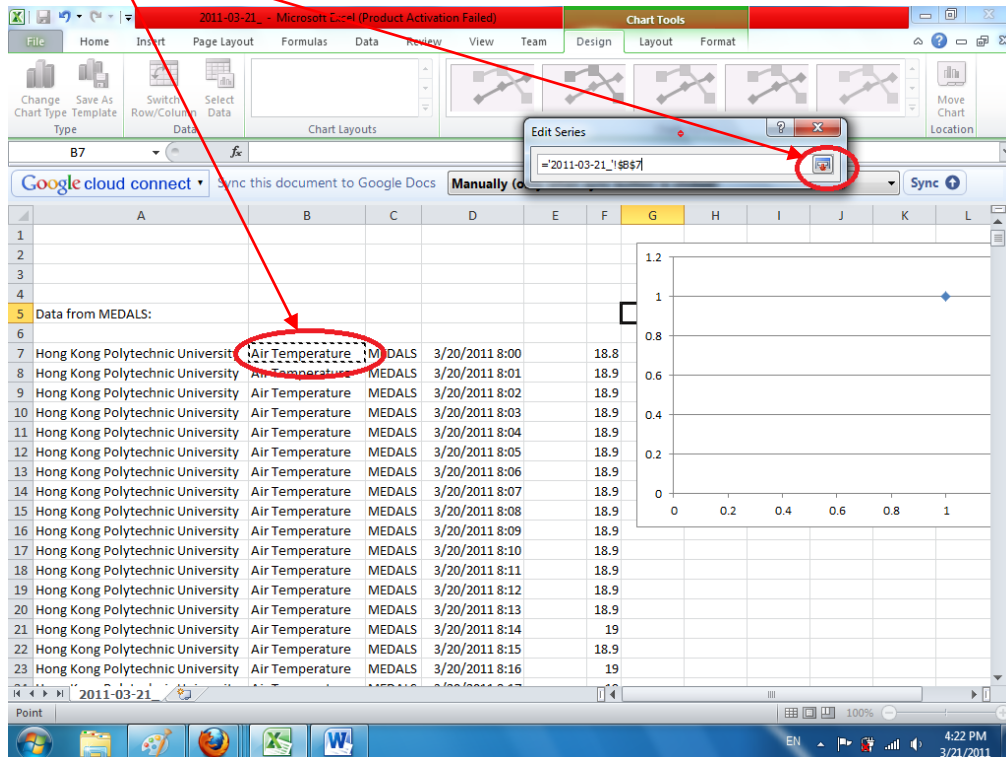 2011-03-21_ - Microsoft Excel (Product Activation Failed) Chart Tools
File Home Insert Page Layout Formulas Data Review View Team Design Layout Format
Change Chart Type Save As Template Switch Row/Column Select Data Move Chart
Type Data Chart Layouts Location
Edit Series
='2011-03-21_'!$B$7
B7 fx
Google cloud connect Sync this document to Google Docs Manually Sync
A B C D E F G H I J K L
1
2
3
4
5 Data from MEDALS:
6
7 Hong Kong Polytechnic University Air Temperature MEDALS 3/20/2011 8:00 18.8
8 Hong Kong Polytechnic University Air Temperature MEDALS 3/20/2011 8:01 18.9
9 Hong Kong Polytechnic University Air Temperature MEDALS 3/20/2011 8:02 18.9
10 Hong Kong Polytechnic University Air Temperature MEDALS 3/20/2011 8:03 18.9
11 Hong Kong Polytechnic University Air Temperature MEDALS 3/20/2011 8:04 18.9
12 Hong Kong Polytechnic University Air Temperature MEDALS 3/20/2011 8:05 18.9
13 Hong Kong Polytechnic University Air Temperature MEDALS 3/20/2011 8:06 18.9
14 Hong Kong Polytechnic University Air Temperature MEDALS 3/20/2011 8:07 18.9
15 Hong Kong Polytechnic University Air Temperature MEDALS 3/20/2011 8:08 18.9
16 Hong Kong Polytechnic University Air Temperature MEDALS 3/20/2011 8:09 18.9
17 Hong Kong Polytechnic University Air Temperature MEDALS 3/20/2011 8:10 18.9
18 Hong Kong Polytechnic University Air Temperature MEDALS 3/20/2011 8:11 18.9
19 Hong Kong Polytechnic University Air Temperature MEDALS 3/20/2011 8:12 18.9
20 Hong Kong Polytechnic University Air Temperature MEDALS 3/20/2011 8:13 18.9
21 Hong Kong Polytechnic University Air Temperature MEDALS 3/20/2011 8:14 19
22 Hong Kong Polytechnic University Air Temperature MEDALS 3/20/2011 8:15 18.9
23 Hong Kong Polytechnic University Air Temperature MEDALS 3/20/2011 8:16 19
1.2
1
0.8
0.6
0.4
0.2
0
0 0.2 0.4 0.6 0.8 1
2011-03-21_
Point 100%
EN 4:22 PM
3/21/2011